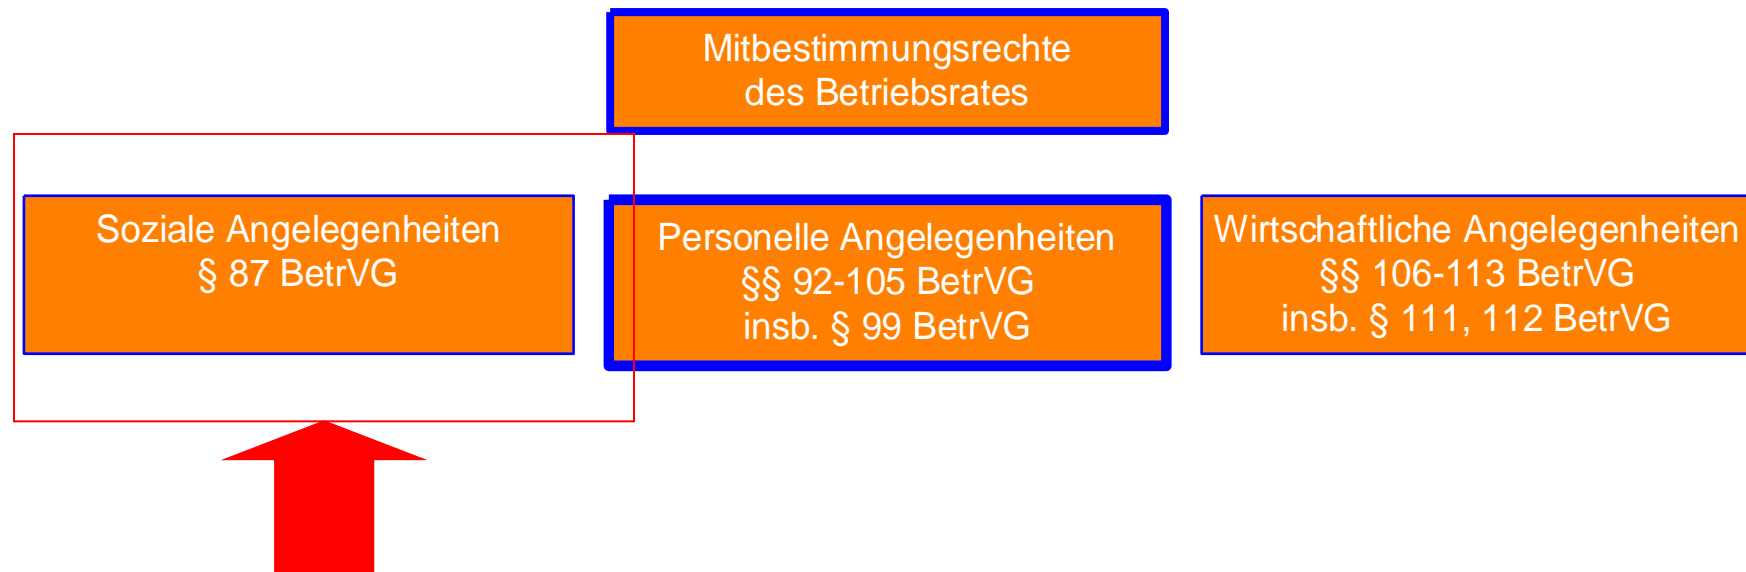 Mitbestimmungsrechte
des Betriebsrates
Soziale Angelegenheiten
§ 87 BetrVG
Personelle Angelegenheiten
§§ 92-105 BetrVG
insb. § 99 BetrVG
Wirtschaftliche Angelegenheiten
§§ 106-113 BetrVG
insb. § 111, 112 BetrVG